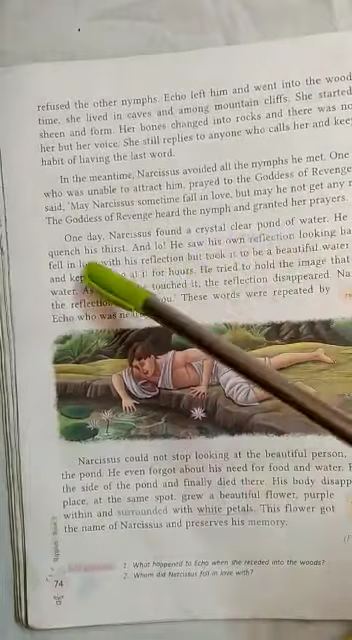 refused the other nymphs. Echo left him and went into the wood
time, she lived in caves and among mountain cliffs. She started
sheen and form. Her bones changed into rocks and there was no
her but her voice. She still replies to anyone who calls her and
habit of having the last word.
In the meantime, Narcissus avoided all the nymphs he met. One
who was unable to attract him, prayed to the Goddess of Revenge
said, 'May Narcissus sometime fall in love, but may he not get any
The Goddess of Revenge heard the nymph and granted her prayers.
One day, Narcissus found a crystal clear pond of water. He
quench his thirst. And lo! He saw his own reflection looking
fell in with his reflection but took it to be a beautiful
and at it for hours. He tried to hold the image that
water. touched it, the reflection disappeared.
the you.' These words were repeated by
Echo who was
Narcissus could not stop looking at the beautiful person,
the pond. He even forgot about his need for food and water.
the side of the pond and finally died there. His body
place, at the same spot, grew a beautiful flower, purple
within and surrounded with white petals. This flower got
the name of Narcissus and preserves his memory.
1. What happened to Echo when she receded into the woods?
2. Whom did Narcissus fall in love with?
74